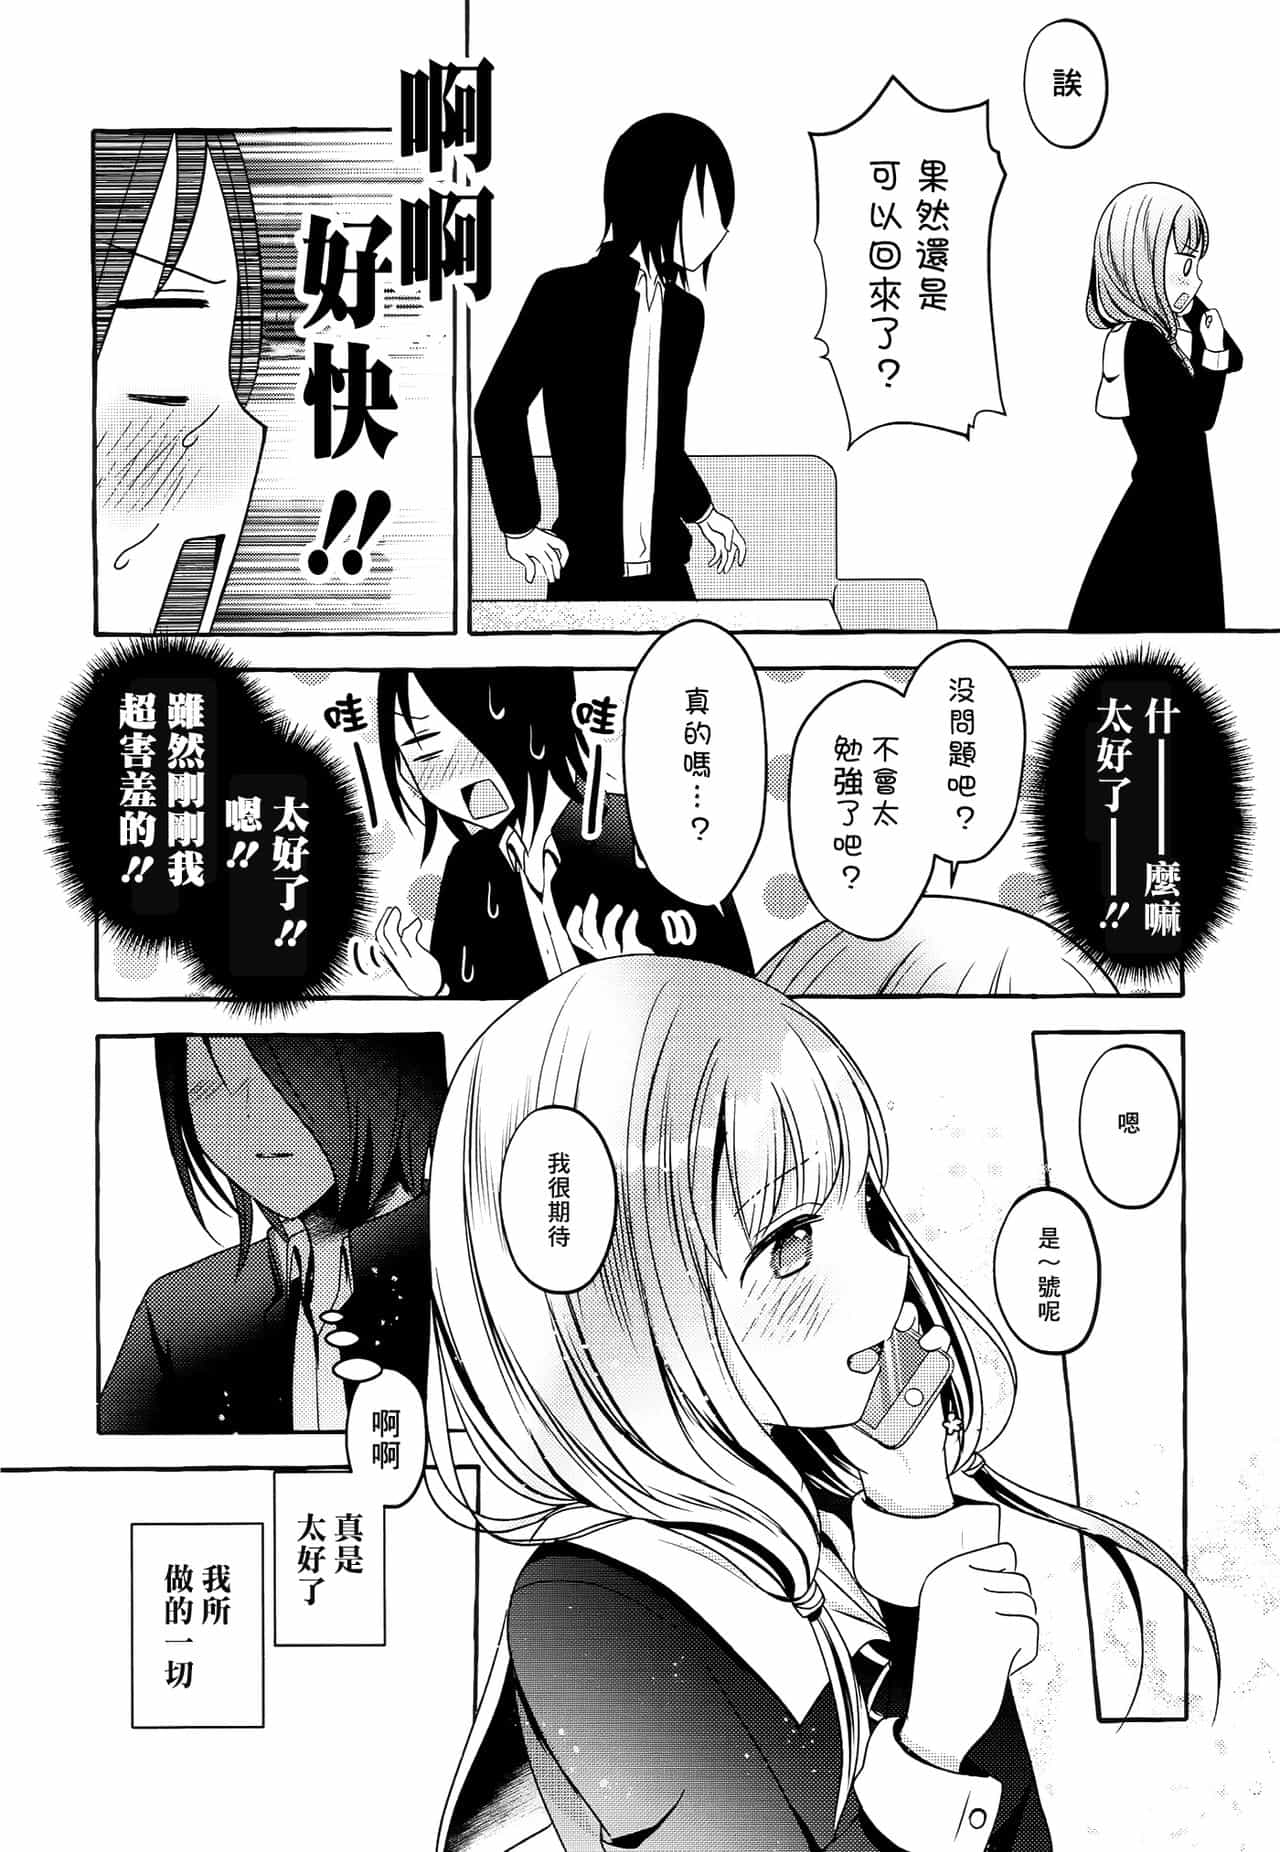 誒
果然還是
可以回來了？
啊啊
好快！！
什——麼嘛
太好了——！！
没問題吧？
不會太
勉強了吧？
真的嗎…？
哇
哇
太好了！！
嗯！！
雖然剛剛我
超害羞的！！
嗯
是～號呢
我很期待
啊
啊
真是
太好了
我所
做的一切